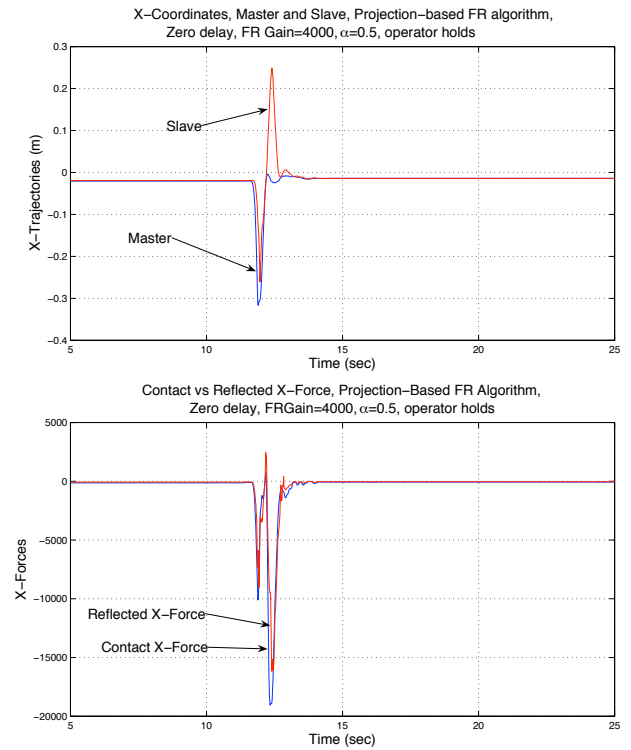 X-Coordinates, Master and Slave, Projection-based FR algorithm,
Zero delay, FR Gain=4000, α=0.5, operator holds
0.3
0.2
0.1
0
−0.1
−0.2
−0.3
−0.4
X−Trajectories (m)
Slave
Master
5
10
15
20
25
Time (sec)
Contact vs Reflected X−Force, Projection−Based FR Algorithm,
Zero delay, FRGain=4000, α=0.5, operator holds
5000
0
−5000
−10000
−15000
−20000
X−Forces
Reflected X−Force
Contact X−Force
5
10
15
20
25
Time (sec)